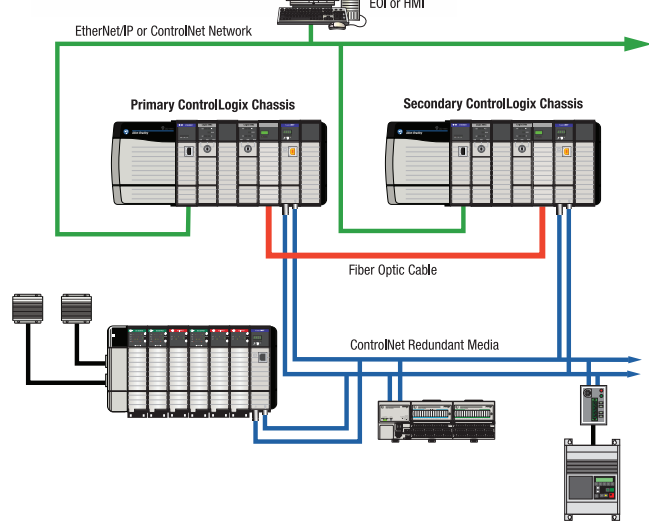 EOI or HMI
EtherNet/IP or ControlNet Network
Primary ControlLogix Chassis
Secondary ControlLogix Chassis
Fiber Optic Cable
ControlNet Redundant Media